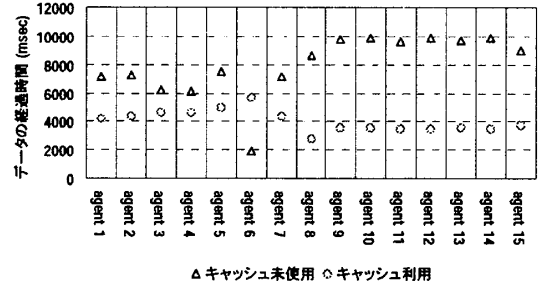 データの経過時間 (msec)
12000
10000
8000
6000
4000
2000
0
agent 1
agent 2
agent 3
agent 4
agent 5
agent 6
agent 7
agent 8
agent 9
agent 10
agent 11
agent 12
agent 13
agent 14
agent 15
△ キャッシュ未使用 ○ キャッシュ利用